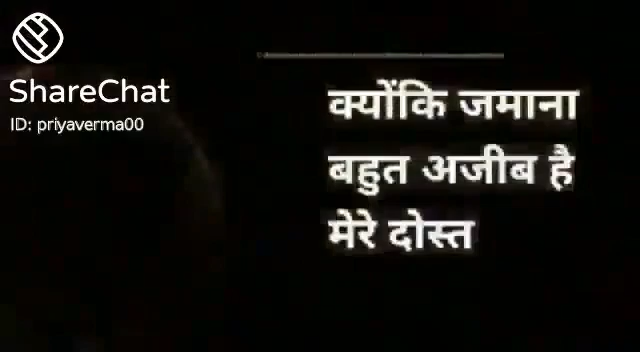 ShareChat
ID: priyaverma00
क्योंकि जमाना
बहुत अजीब है
मेरे दोस्त